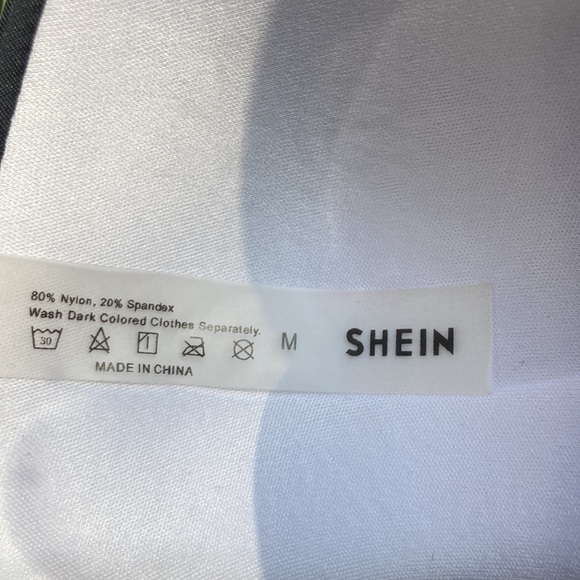 80% Nylon, 20% Spandex
Wash Dark Colored Clothes Separately.
30 M SHEIN
MADE IN CHINA